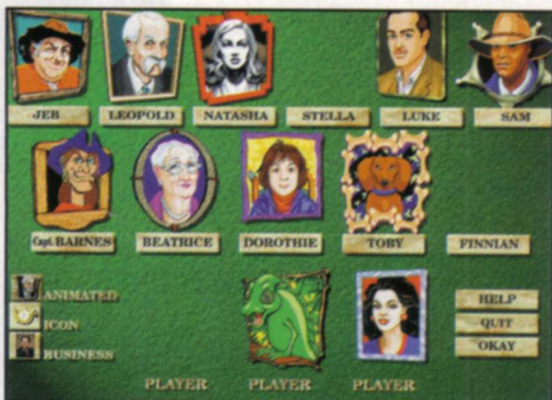 JEB LEOPOLD NATASHA STELLA LUKE SAM
Capt. BARNES BEATRICE DOROTHIE TOBY FINNIAN
ANIMATED
ICON
BUSINESS
HELP
QUIT
OKAY
PLAYER PLAYER PLAYER